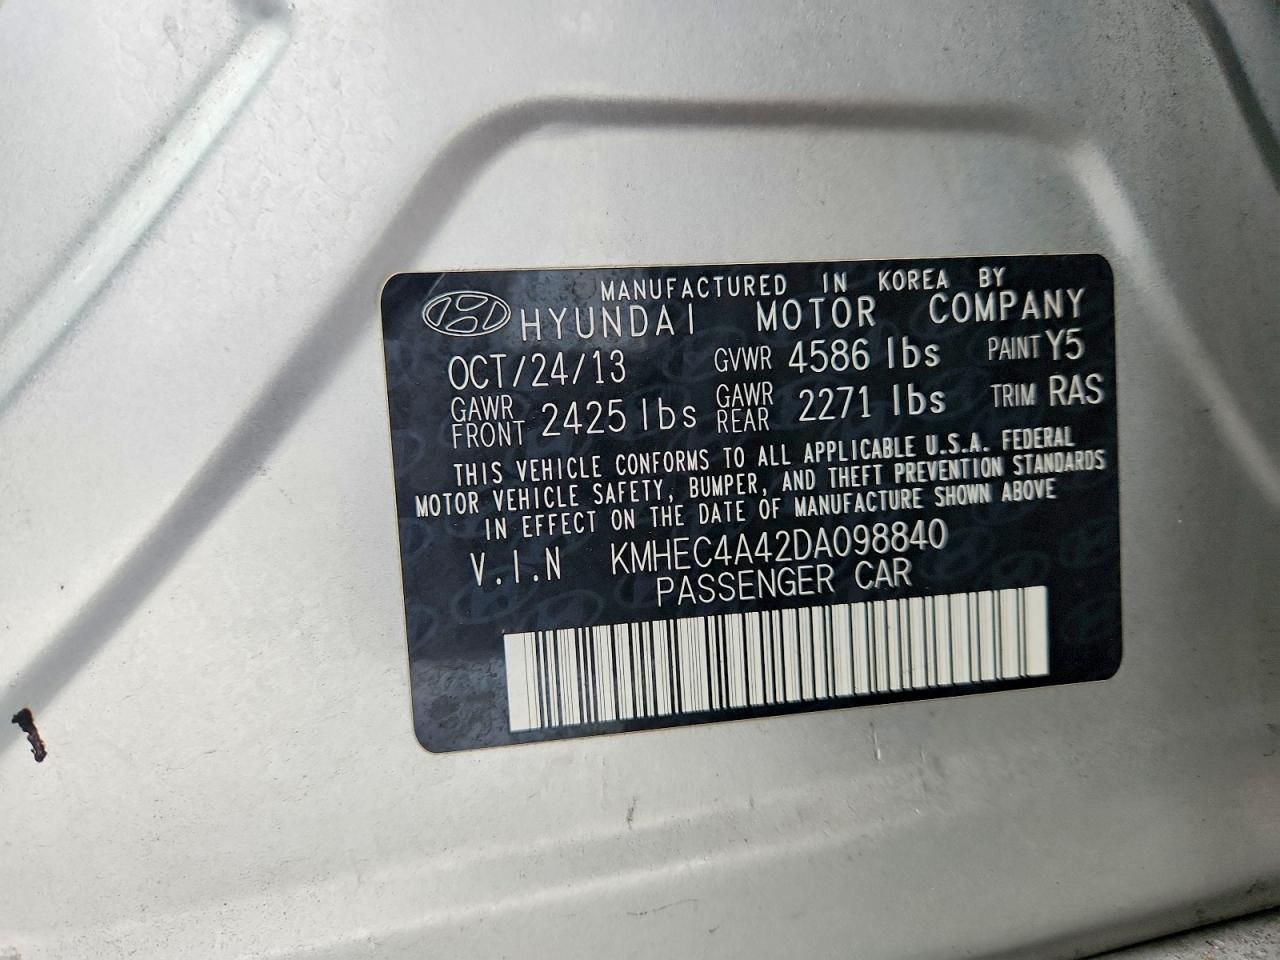 MANUFACTURED IN KOREA BY
HYUNDAI MOTOR COMPANY
OCT/24/13 GVWR 4586 lbs PAINT Y5
GAWR FRONT 2425 lbs GAWR REAR 2271 lbs TRIM RAS
THIS VEHICLE CONFORMS TO ALL APPLICABLE U.S.A. FEDERAL
MOTOR VEHICLE SAFETY, BUMPER, AND THEFT PREVENTION STANDARDS
IN EFFECT ON THE DATE OF MANUFACTURE SHOWN ABOVE
V.I.N KMHEC4A42DA098840
PASSENGER CAR